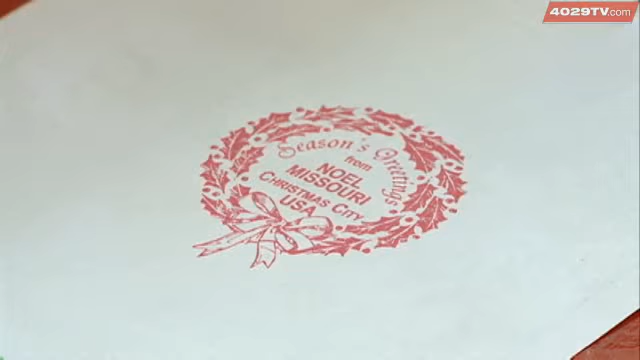 4029TV.com
Season's Greetings
from
NOEL
MISSOURI
CHRISTMAS CITY
USA